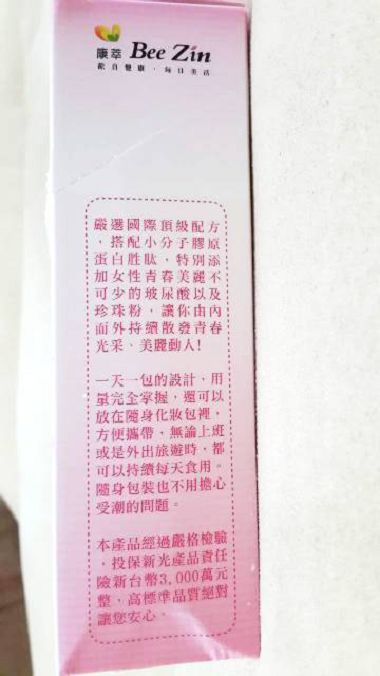 康萃 Bee Zin
嚴選國際頂級配方
，搭配小分子膠原
蛋白胜肽，特別添
加女性青春美麗不
可少的玻尿酸以及
珍珠粉，讓你由內
而外持續散發青春
光采、美麗動人!
一天一包的設計，用
量完全掌握，還可以
放在隨身化妝包裡，
方便攜帶，無論上班
或是外出旅遊時，都
可以持續每天食用。
隨身包裝也不用擔心
受潮的問題。
本產品經過嚴格檢驗
，投保新光產品責任
險新台幣3,000萬元
整，高標準品質絕對
讓您安心。